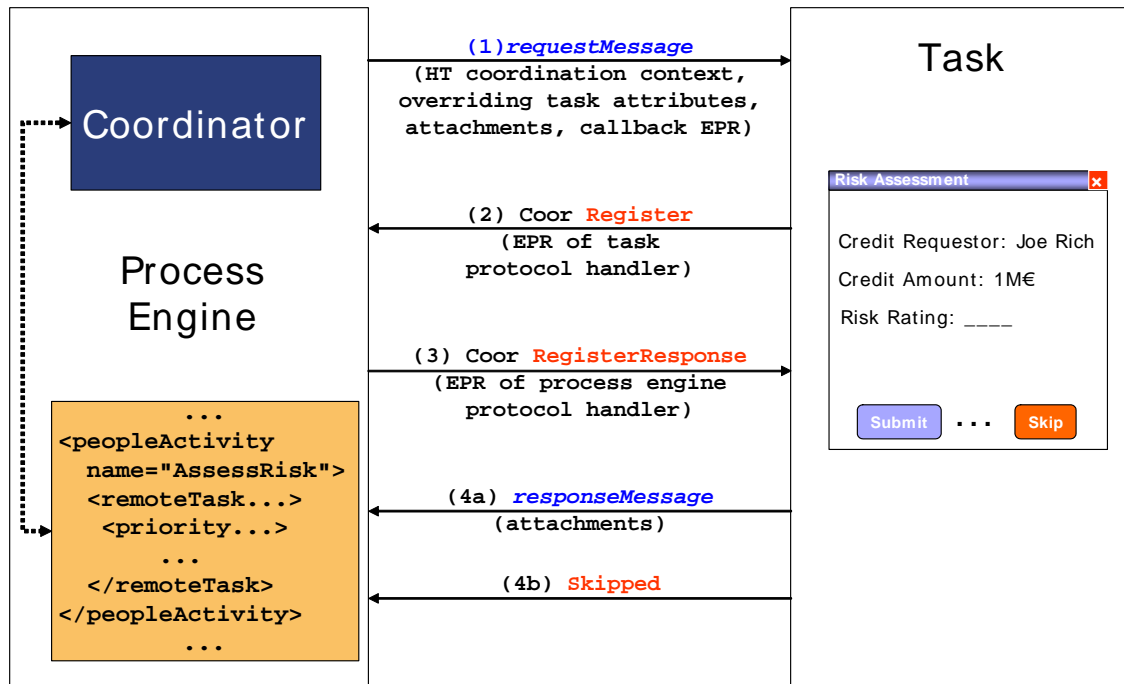 Coordinator
Process
Engine
...
<peopleActivity
name="AssessRisk">
<remoteTask...>
<priority...>
...
</remoteTask>
</peopleActivity>
...
(1)requestMessage
(HT coordination context,
overriding task attributes,
attachments, callback EPR)
(2) Coor Register
(EPR of task
protocol handler)
(3) Coor RegisterResponse
(EPR of process engine
protocol handler)
(4a) responseMessage
(attachments)
(4b) Skipped
Task
Risk Assessment
Credit Requestor: Joe Rich
Credit Amount: 1M€
Risk Rating: ____
Submit ... Skip